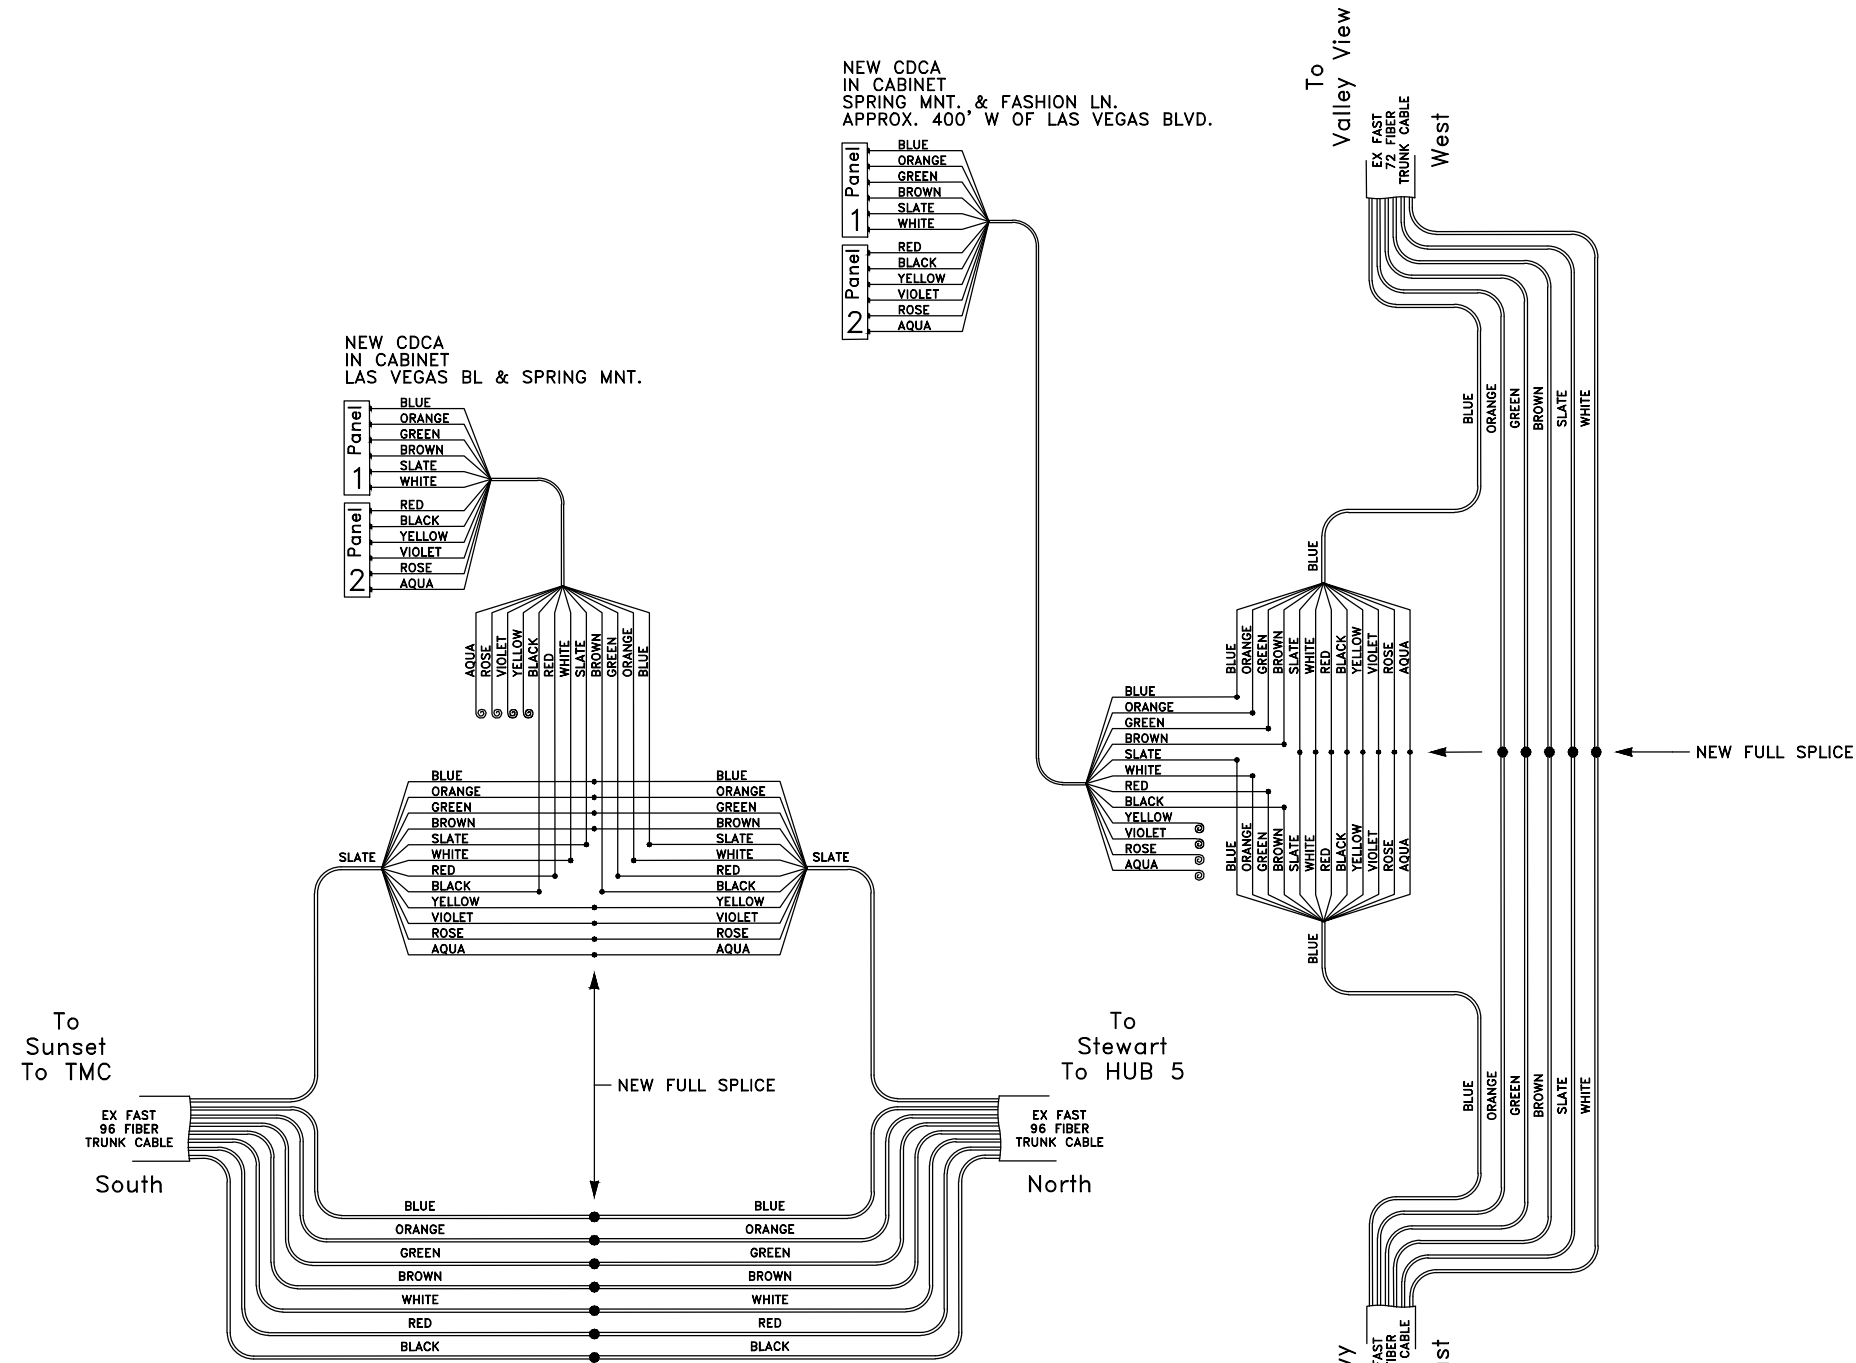 NEW CDCA
IN CABINET
SPRING MNT. & FASHION LN.
APPROX. 400' W OF LAS VEGAS BLVD.
Panel 1
BLUE
ORANGE
GREEN
BROWN
SLATE
WHITE
Panel 2
RED
BLACK
YELLOW
VIOLET
ROSE
AQUA
To
Valley View
EX FAST
72 FIBER
TRUNK CABLE
West
NEW CDCA
IN CABINET
LAS VEGAS BL & SPRING MNT.
Panel 1
BLUE
ORANGE
GREEN
BROWN
SLATE
WHITE
Panel 2
RED
BLACK
YELLOW
VIOLET
ROSE
AQUA
AQUA
ROSE
VIOLET
YELLOW
BLACK
RED
WHITE
SLATE
BROWN
GREEN
ORANGE
BLUE
SLATE
BLUE
ORANGE
GREEN
BROWN
SLATE
WHITE
RED
BLACK
YELLOW
VIOLET
ROSE
AQUA
BLUE
ORANGE
GREEN
BROWN
SLATE
WHITE
RED
BLACK
YELLOW
VIOLET
ROSE
AQUA
SLATE
To
Sunset
To TMC
EX FAST
96 FIBER
TRUNK CABLE
South
NEW FULL SPLICE
To
Stewart
To HUB 5
EX FAST
96 FIBER
TRUNK CABLE
North
BLUE
BLUE
ORANGE
ORANGE
GREEN
GREEN
BROWN
BROWN
WHITE
WHITE
RED
RED
BLACK
BLACK
BLUE
ORANGE
GREEN
BROWN
SLATE
WHITE
BLUE
BLUE
ORANGE
GREEN
BROWN
SLATE
WHITE
RED
BLACK
YELLOW
VIOLET
ROSE
AQUA
BLUE
ORANGE
GREEN
BROWN
SLATE
WHITE
RED
BLACK
YELLOW
VIOLET
ROSE
AQUA
NEW FULL SPLICE
BLUE
ORANGE
GREEN
BROWN
SLATE
WHITE
RED
BLACK
YELLOW
VIOLET
ROSE
AQUA
BLUE
BLUE
ORANGE
GREEN
BROWN
SLATE
WHITE
CABLE